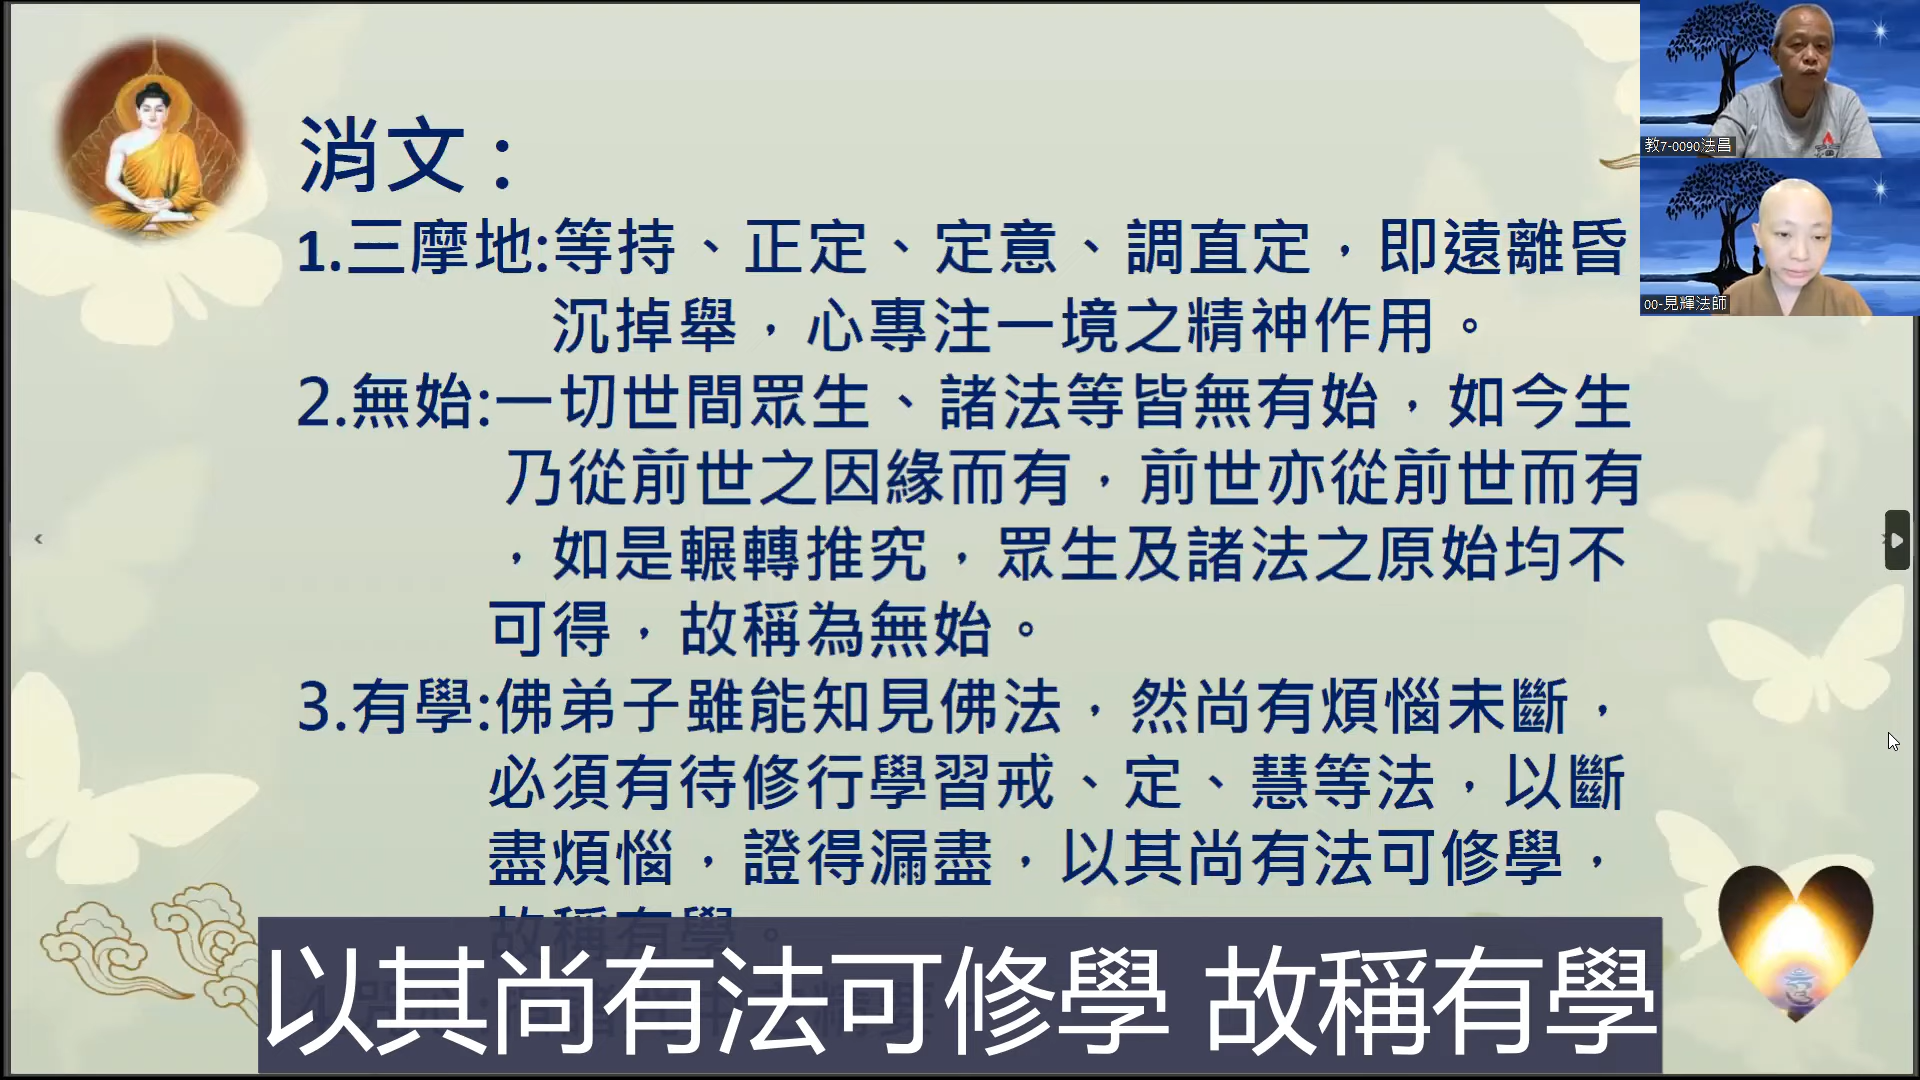 消文：
1.三摩地:等持、正定、定意、調直定，即遠離昏
沉掉舉，心專注一境之精神作用。
2.無始:一切世間眾生、諸法等皆無有始，如今生
乃從前世之因緣而有，前世亦從前世而有
，如是輾轉推究，眾生及諸法之原始均不
可得，故稱為無始。
3.有學:佛弟子雖能知見佛法，然尚有煩惱未斷，
必須有待修行學習戒、定、慧等法，以斷
盡煩惱，證得漏盡，以其尚有法可修學，
故稱有學。
以其尚有法可修學 故稱有學
教7-0090法昌
00-見輝法師